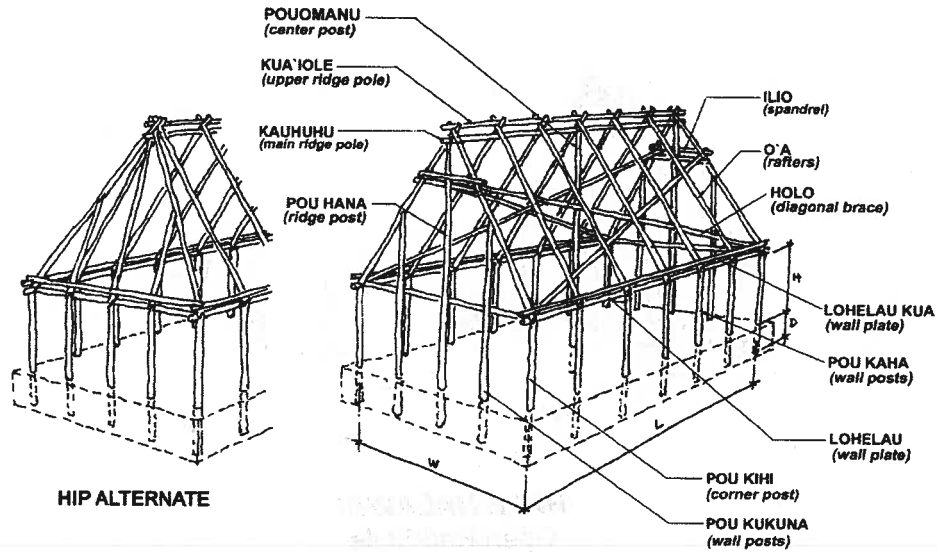 POUOMANU
(center post)
KUA`IOLE
(upper ridge pole)
KAUHUHU
(main ridge pole)
POU HANA
(ridge post)
ILIO
(spandrel)
O`A
(rafters)
HOLO
(diagonal brace)
H
D
LOHELAU KUA
(wall plate)
POU KAHA
(wall posts)
LOHELAU
(wall plate)
L
W
POU KIHI
(corner post)
POU KUKUNA
(wall posts)
HIP ALTERNATE